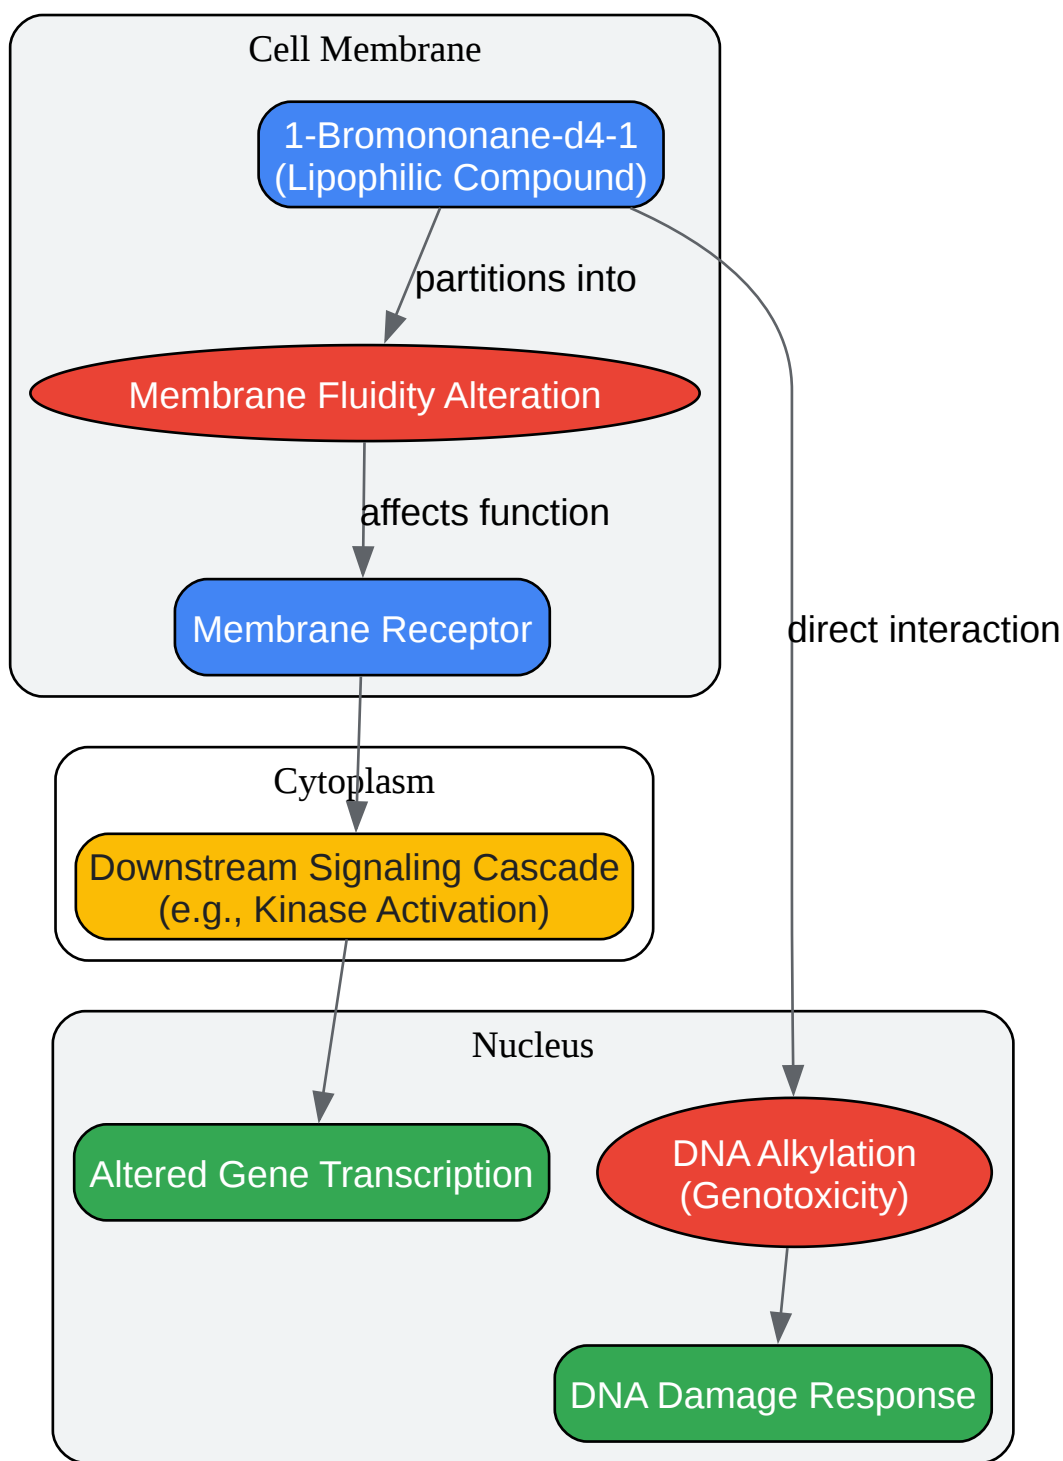 Cell Membrane
1-Bromononane-d4-1
(Lipophilic Compound)
partitions into
Membrane Fluidity Alteration
affects function
Membrane Receptor
direct interaction
Cytoplasm
Downstream Signaling Cascade
(e.g., Kinase Activation)
Nucleus
Altered Gene Transcription
DNA Alkylation
(Genotoxicity)
DNA Damage Response